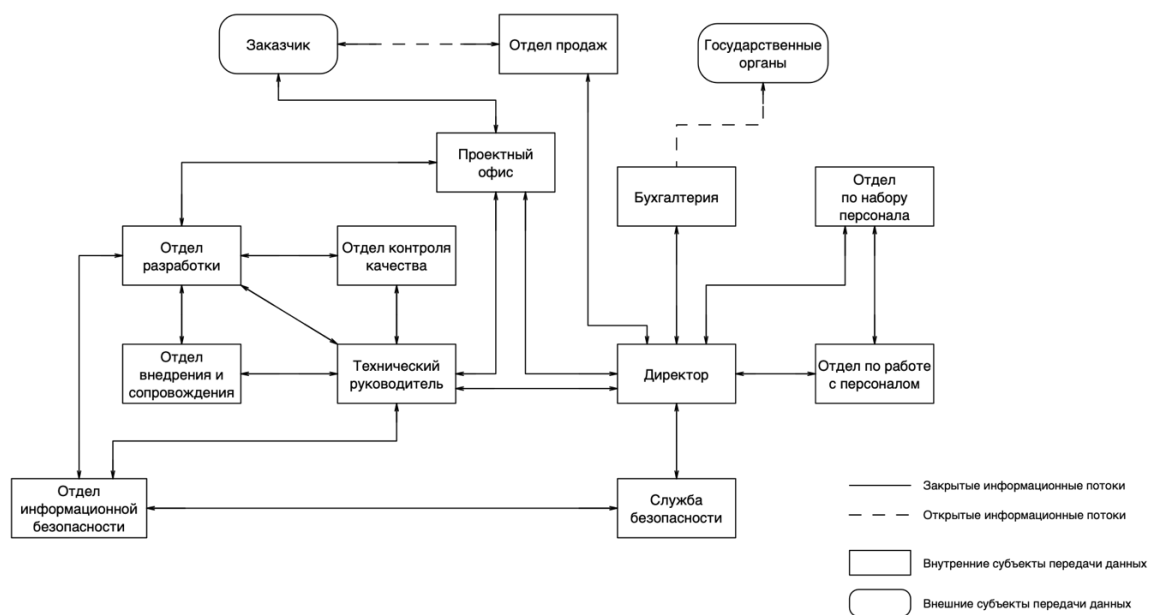 Заказчик
Отдел продаж
Государственные
органы
Проектный
офис
Бухгалтерия
Отдел
по набору
персонала
Отдел
разработки
Отдел контроля
качества
Отдел
внедрения и
сопровождения
Технический
руководитель
Директор
Отдел по работе
с персоналом
Отдел
информационной
безопасности
Служба
безопасности
Закрытые информационные потоки
Открытые информационные потоки
Внутренние субъекты передачи данных
Внешние субъекты передачи данных